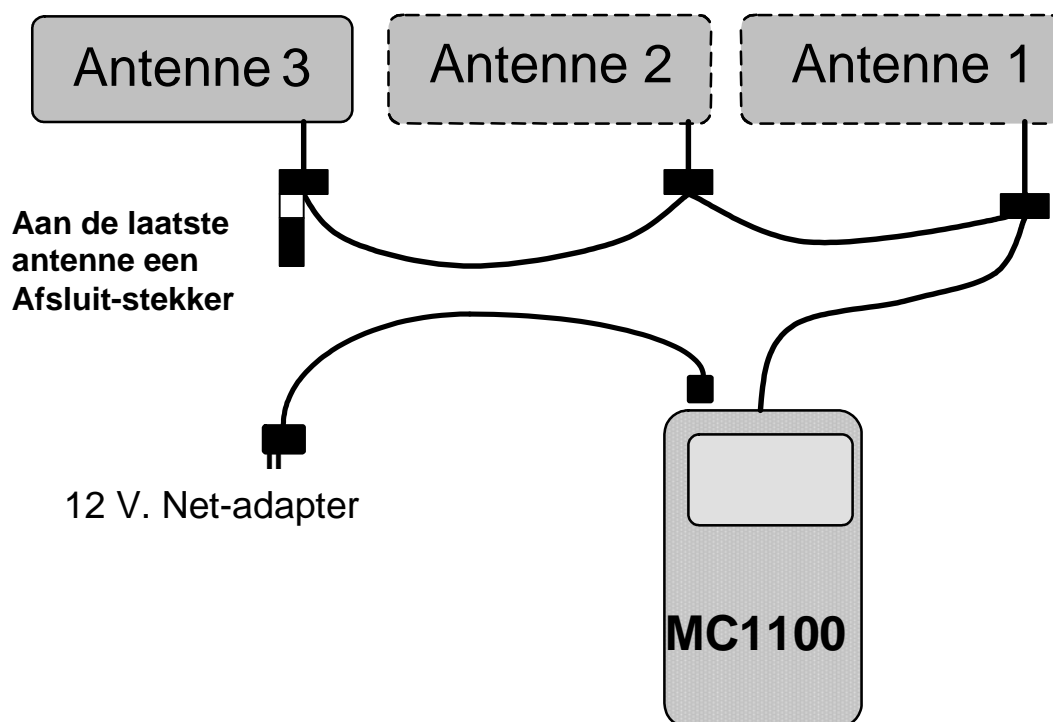 Antenne 3
Antenne 2
Antenne 1
Aan de laatste
antenne een
Afsluit-stekker
12 V. Net-adapter
MC1100